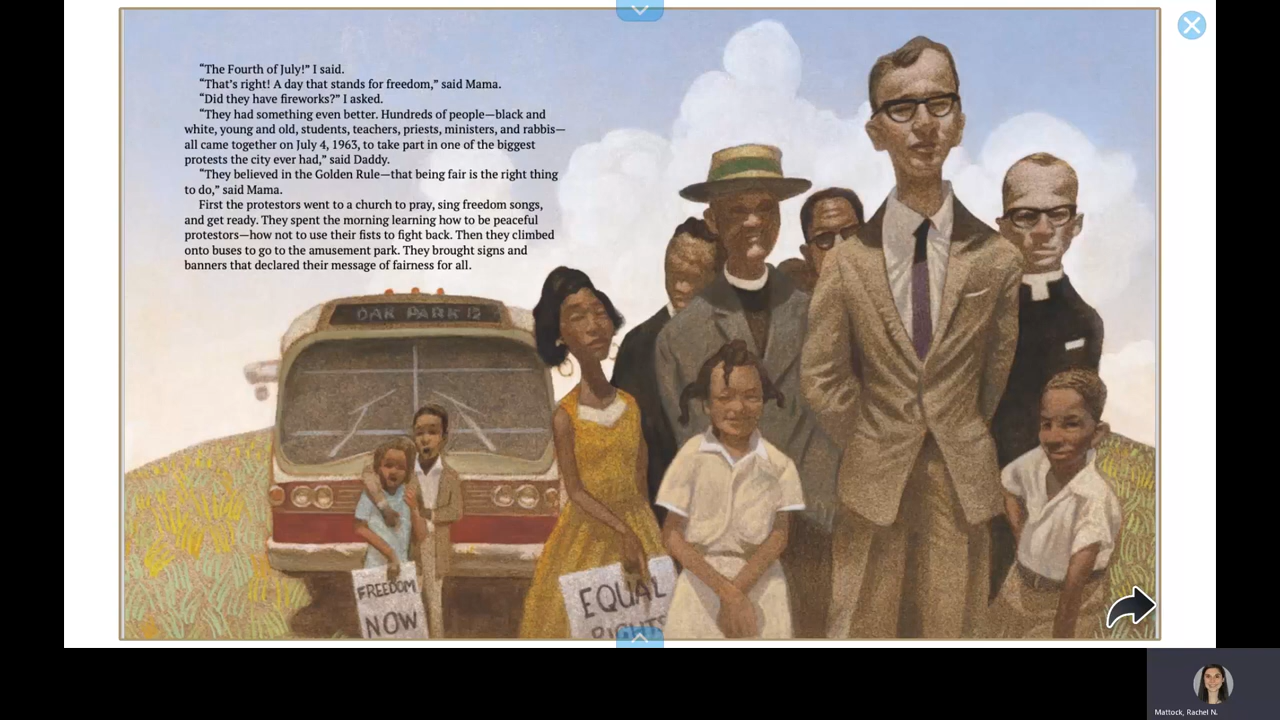 “The Fourth of July!” I said.
“That’s right! A day that stands for freedom,” said Mama.
“Did they have fireworks?” I asked.
“They had something even better. Hundreds of people—black and
white, young and old, students, teachers, priests, ministers, and rabbis—
all came together on July 4, 1963, to take part in one of the biggest
protests the city ever had,” said Daddy.
“They believed in the Golden Rule—that being fair is the right thing
to do,” said Mama.
First the protestors went to a church to pray, sing freedom songs,
and get ready. They spent the morning learning how to be peaceful
protestors—how not to use their fists to fight back. Then they climbed
onto buses to go to the amusement park. They brought signs and
banners that declared their message of fairness for all.
OAK PARK 12
FREEDOM
NOW
EQUAL
RIGHTS
Mattock, Rachel N.